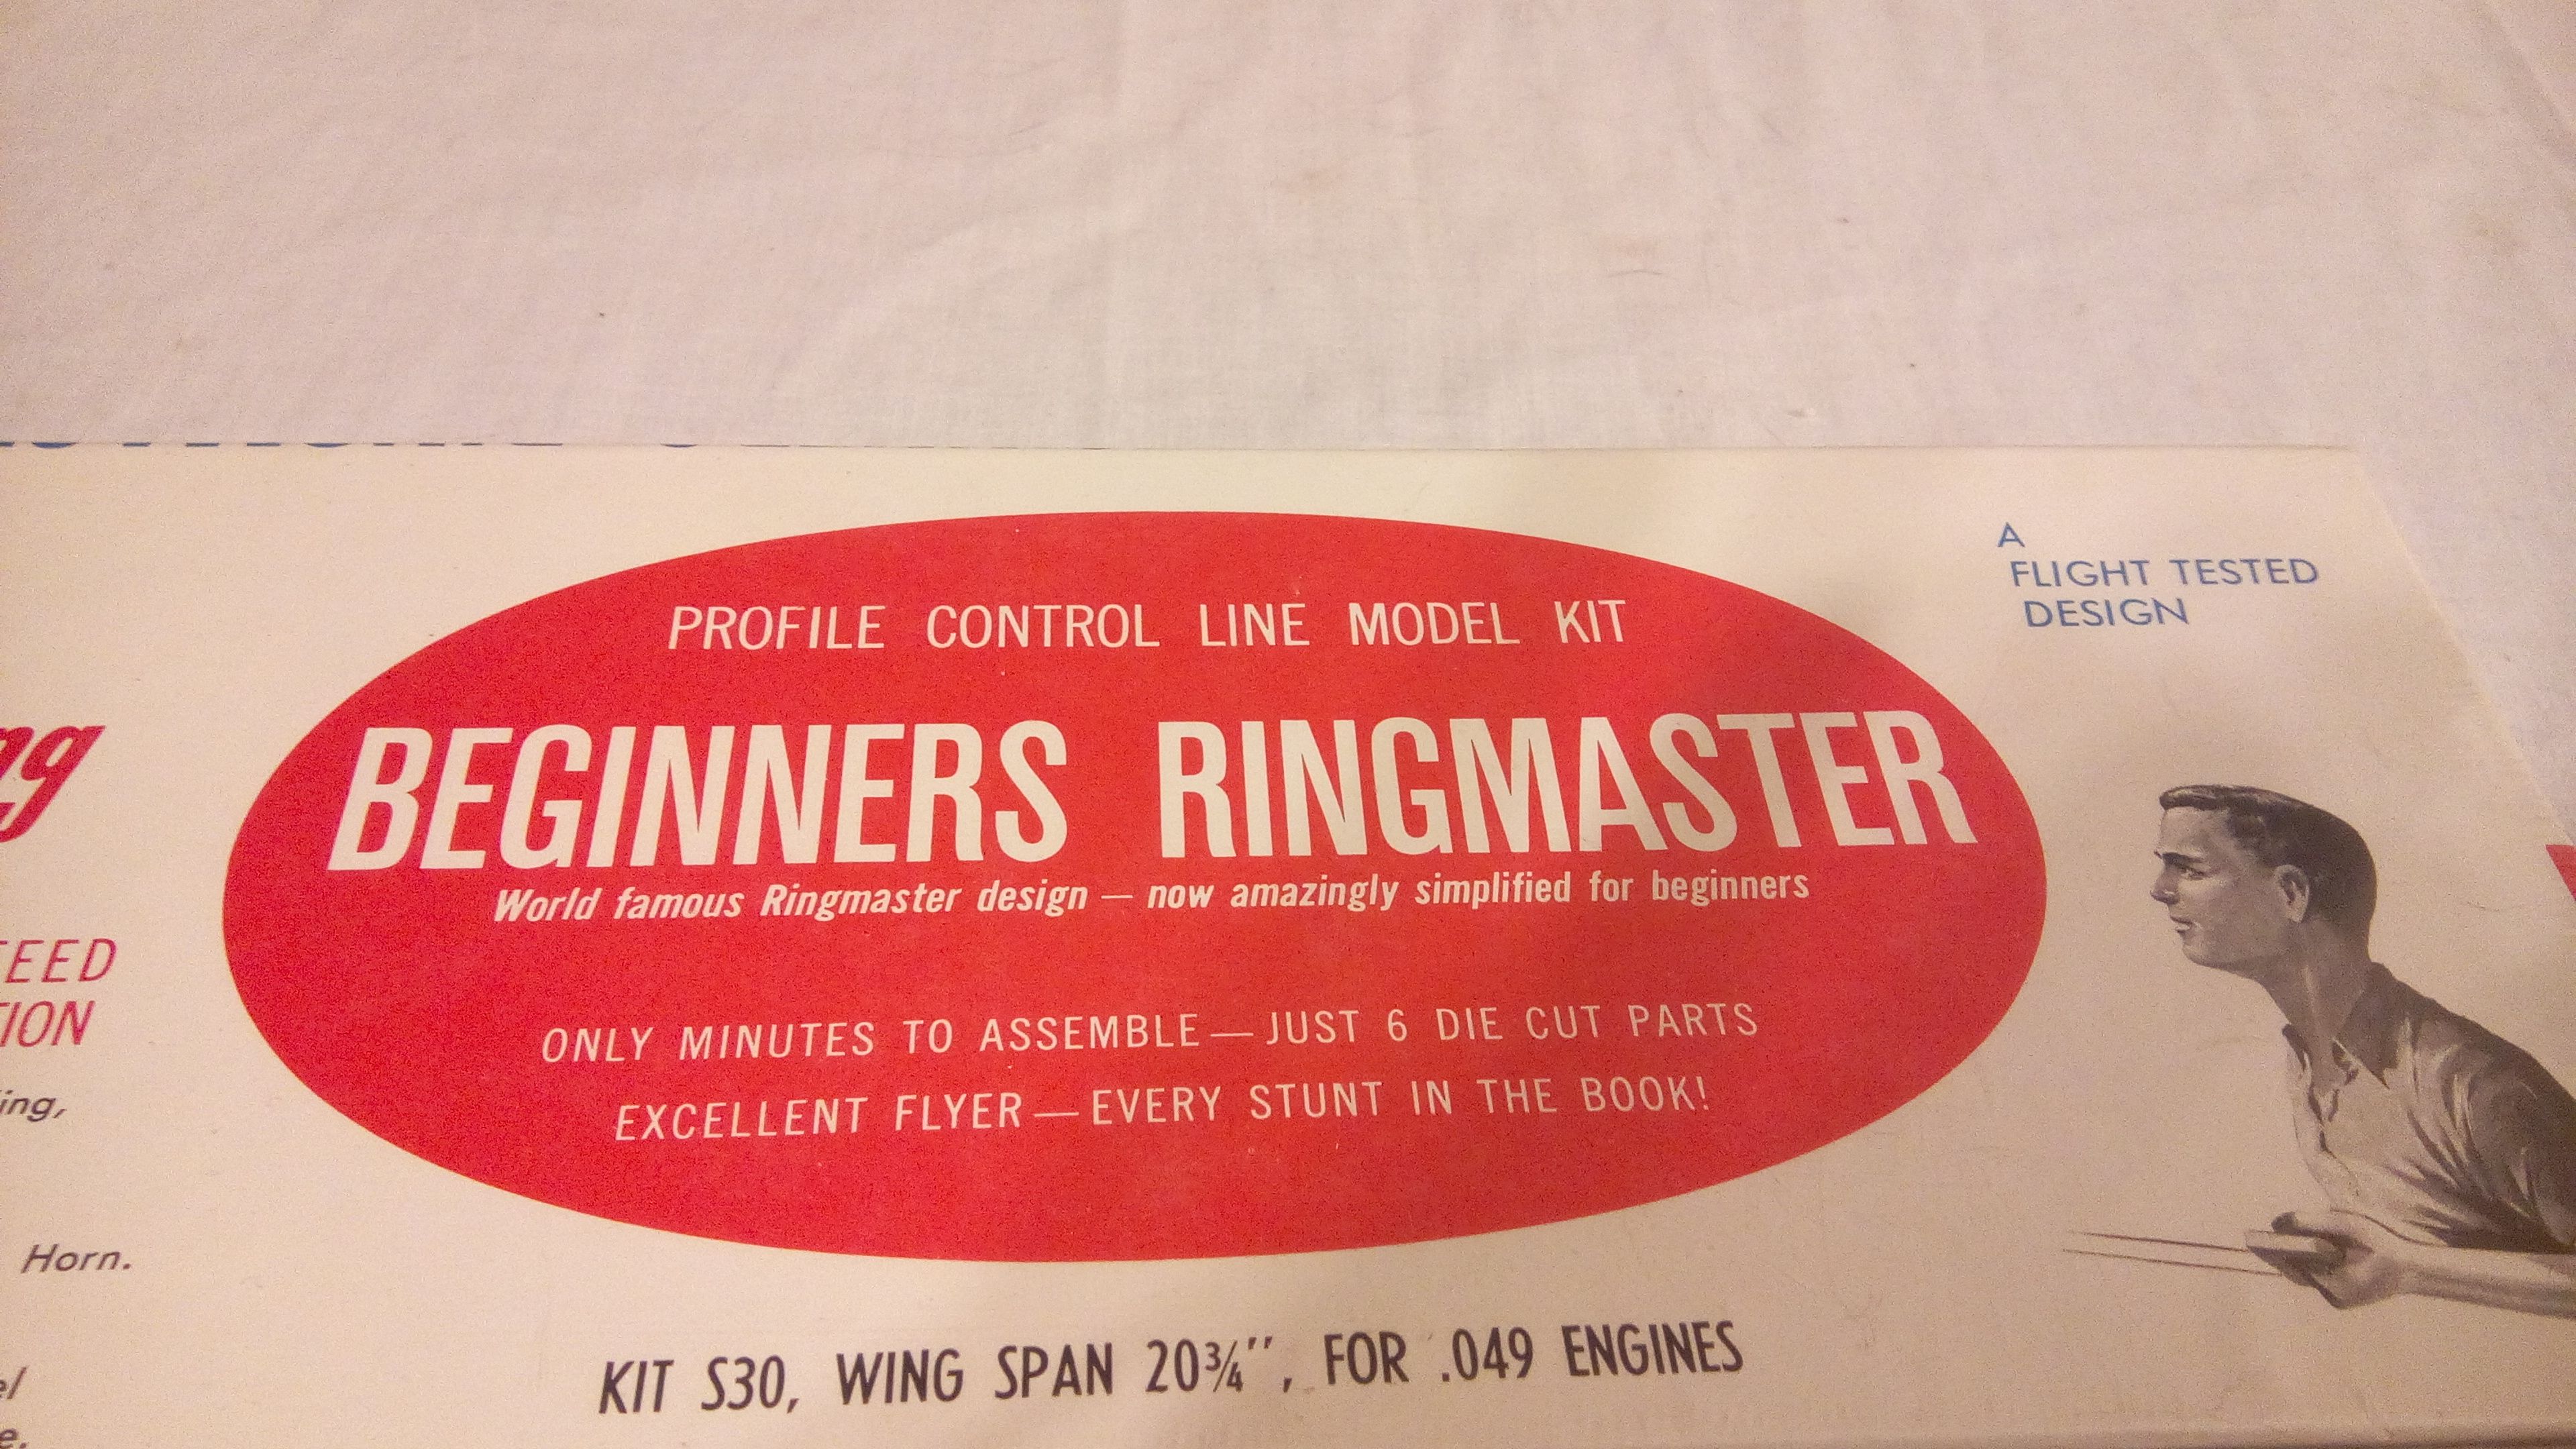 PROFILE CONTROL LINE MODEL KIT
BEGINNERS RINGMASTER
World famous Ringmaster design — now amazingly simplified for beginners
ONLY MINUTES TO ASSEMBLE — JUST 6 DIE CUT PARTS
EXCELLENT FLYER — EVERY STUNT IN THE BOOK!
KIT S30, WING SPAN 20¾", FOR .049 ENGINES
A
FLIGHT TESTED
DESIGN
Horn.